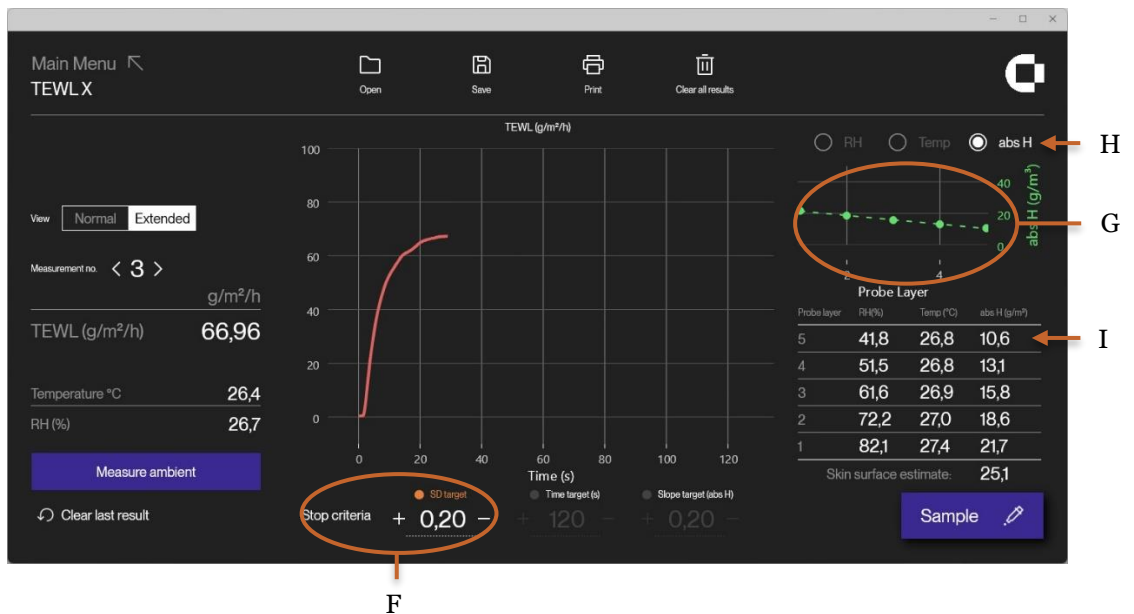 Main Menu
TEWL X
Open
Save
Print
Clear all results
TEWL (g/m²/h)
RH
Temp
abs H
H
View
Normal
Extended
Measurement no.
< 3 >
g/m²/h
TEWL (g/m²/h) 66,96
Temperature °C 26,4
RH (%) 26,7
Measure ambient
Clear last result
100
80
60
40
20
0
0 20 40 60 80 100 120
Time (s)
40
20
0
abs H (g/m³)
G
2 4
Probe Layer
Probe layer RH(%) Temp (°C) abs H (g/m³)
5 41,8 26,8 10,6
I
4 51,5 26,8 13,1
3 61,6 26,9 15,8
2 72,2 27,0 18,6
1 82,1 27,4 21,7
Skin surface estimate: 25,1
Stop criteria
SD target
+ 0,20 −
Time target (s)
+ 120 −
Slope target (abs H)
+ 0,20 −
Sample
F